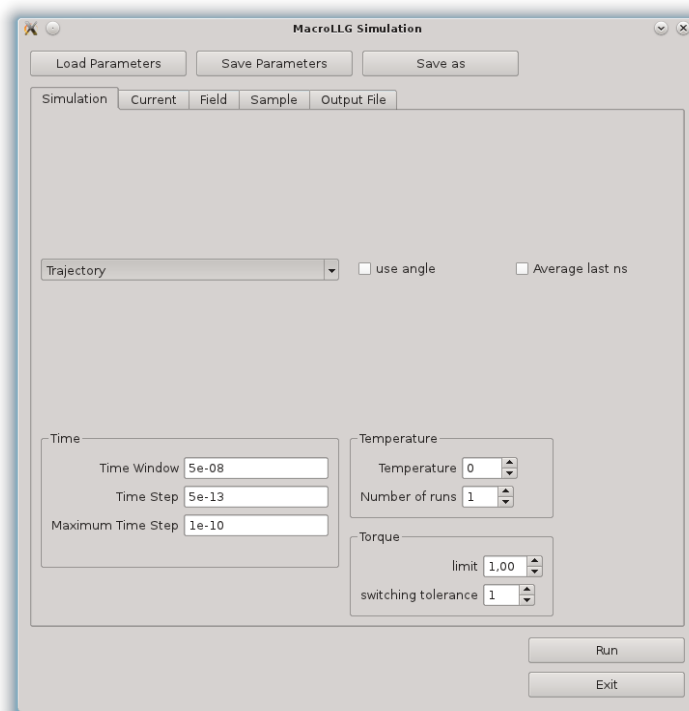 MacroLLG Simulation
Load Parameters Save Parameters Save as
Simulation Current Field Sample Output File
Trajectory use angle Average last ns
Time
Time Window 5e-08
Time Step 5e-13
Maximum Time Step 1e-10
Temperature
Temperature 0
Number of runs 1
Torque
limit 1,00
switching tolerance 1
Run
Exit